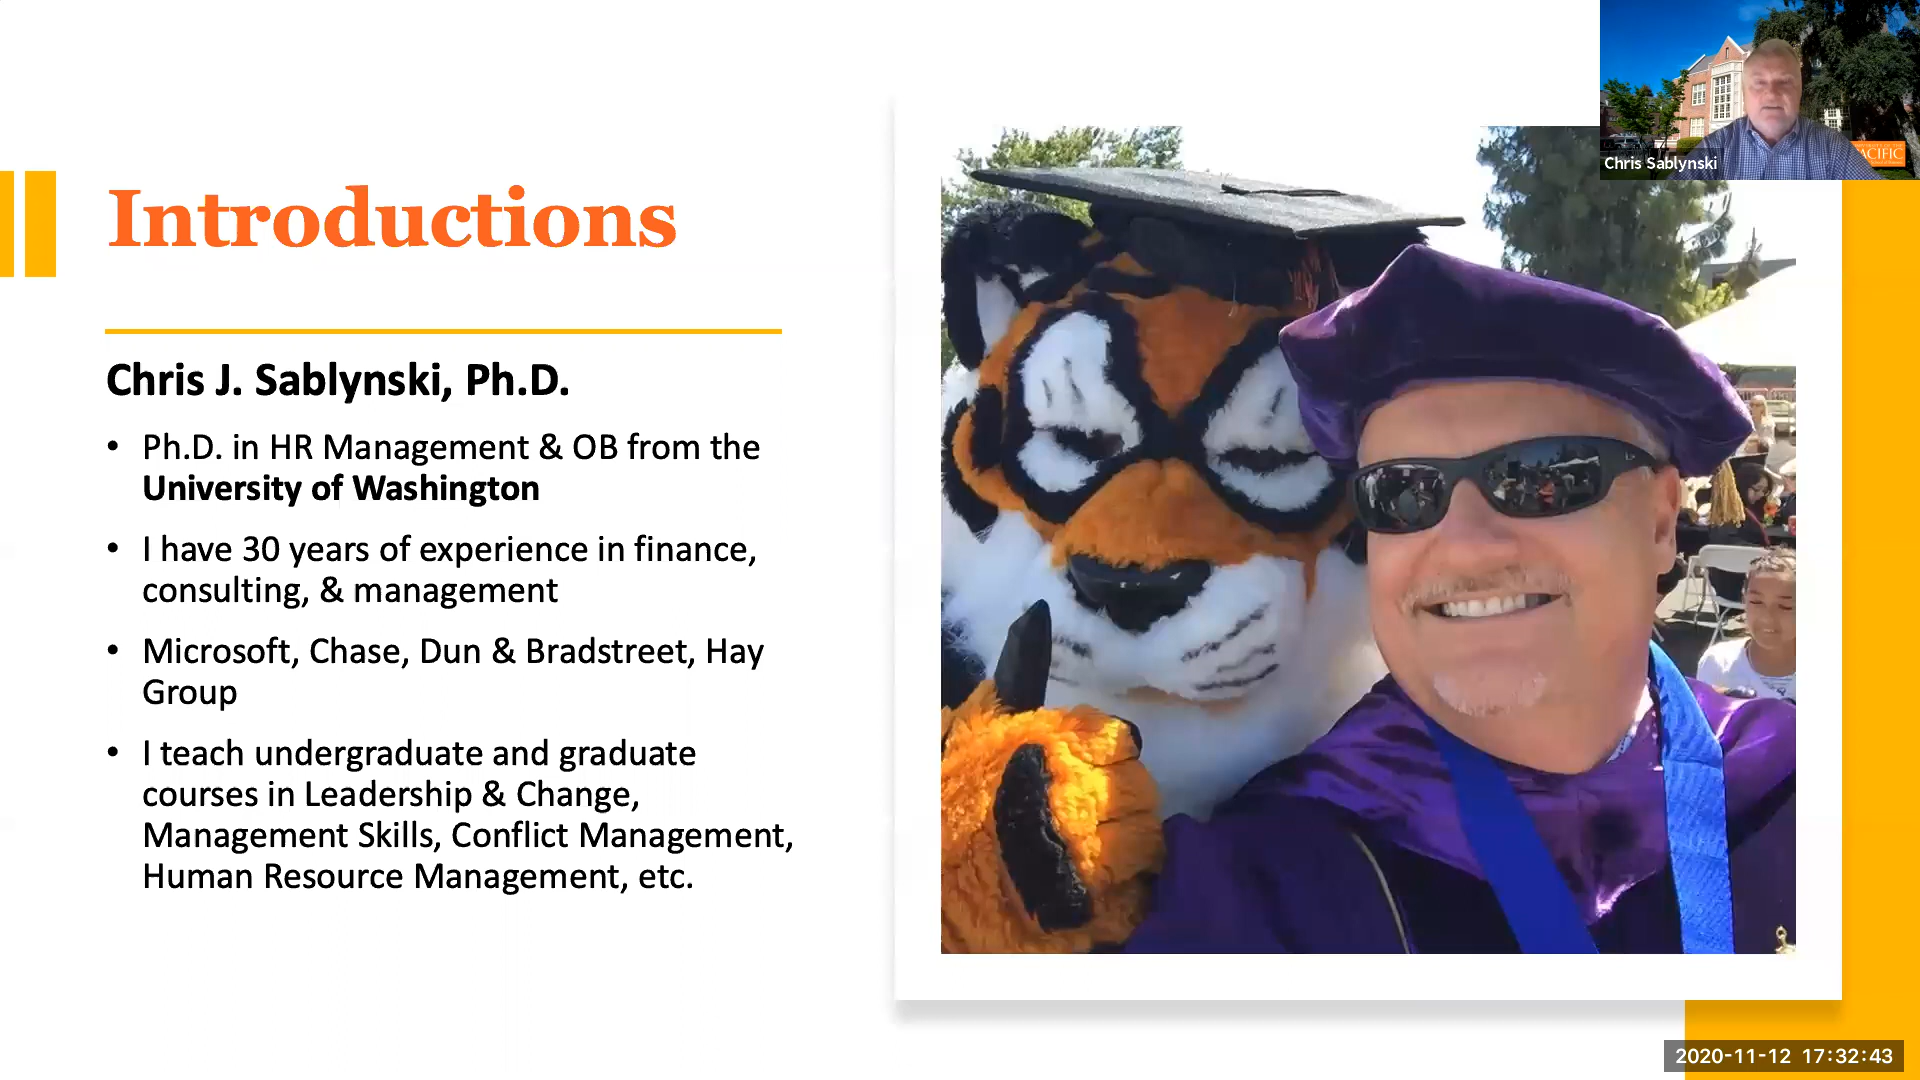 Introductions
Chris J. Sablynski, Ph.D.
• Ph.D. in HR Management & OB from the
University of Washington
• I have 30 years of experience in finance,
consulting, & management
• Microsoft, Chase, Dun & Bradstreet, Hay
Group
• I teach undergraduate and graduate
courses in Leadership & Change,
Management Skills, Conflict Management,
Human Resource Management, etc.
Chris Sablynski
2020-11-12 17:32:43